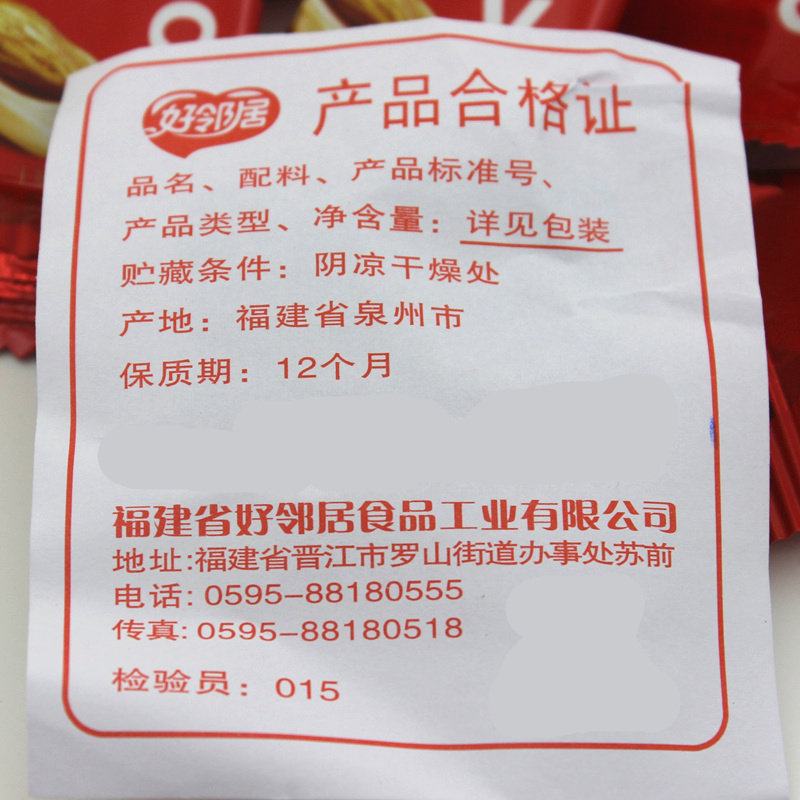 好邻居
产品合格证
品名、配料、产品标准号、
产品类型、净含量：详见包装
贮藏条件：阴凉干燥处
产地：福建省泉州市
保质期：12个月
福建省好邻居食品工业有限公司
地址:福建省晋江市罗山街道办事处苏前
电话: 0595-88180555
传真: 0595-88180518
检验员：015